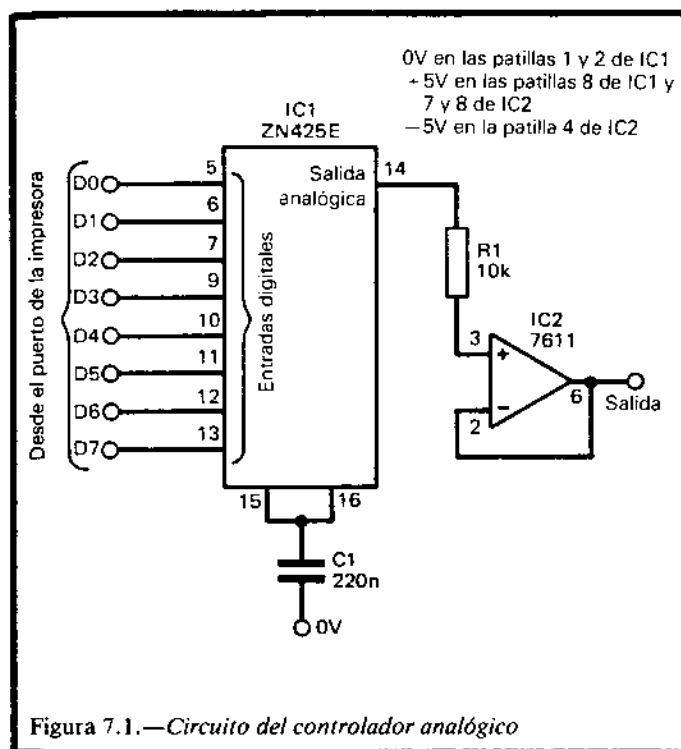 0V en las patillas 1 y 2 de IC1
+5V en las patillas 8 de IC1 y
7 y 8 de IC2
−5V en la patilla 4 de IC2
IC1
ZN425E
Desde el puerto de la impresora
D0
D1
D2
D3
D4
D5
D6
D7
5
6
7
9
10
11
12
13
Entradas digitales
Salida
analógica
14
R1
10k
IC2
7611
3
+
−
2
6
Salida
15
16
C1
220n
0V
Figura 7.1.—Circuito del controlador analógico